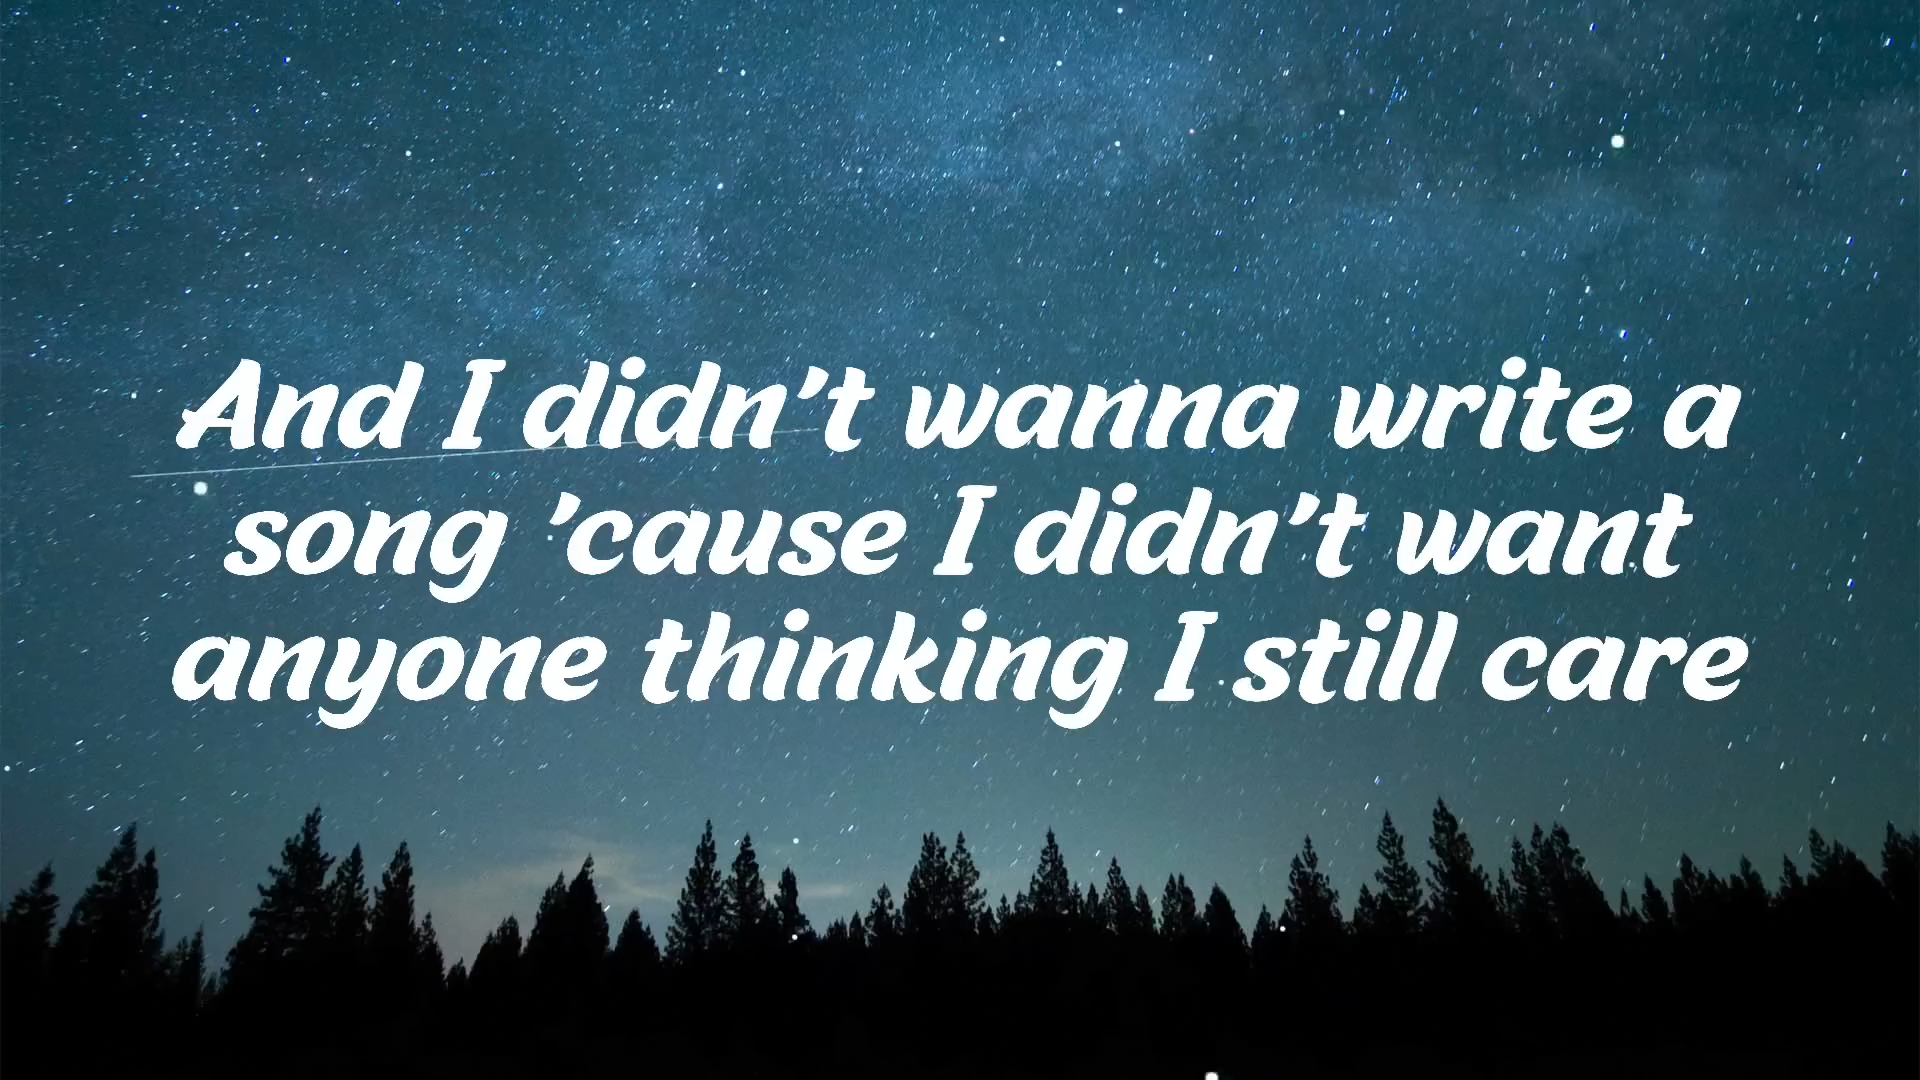 And I didn't wanna write a
song 'cause I didn't want
anyone thinking I still care